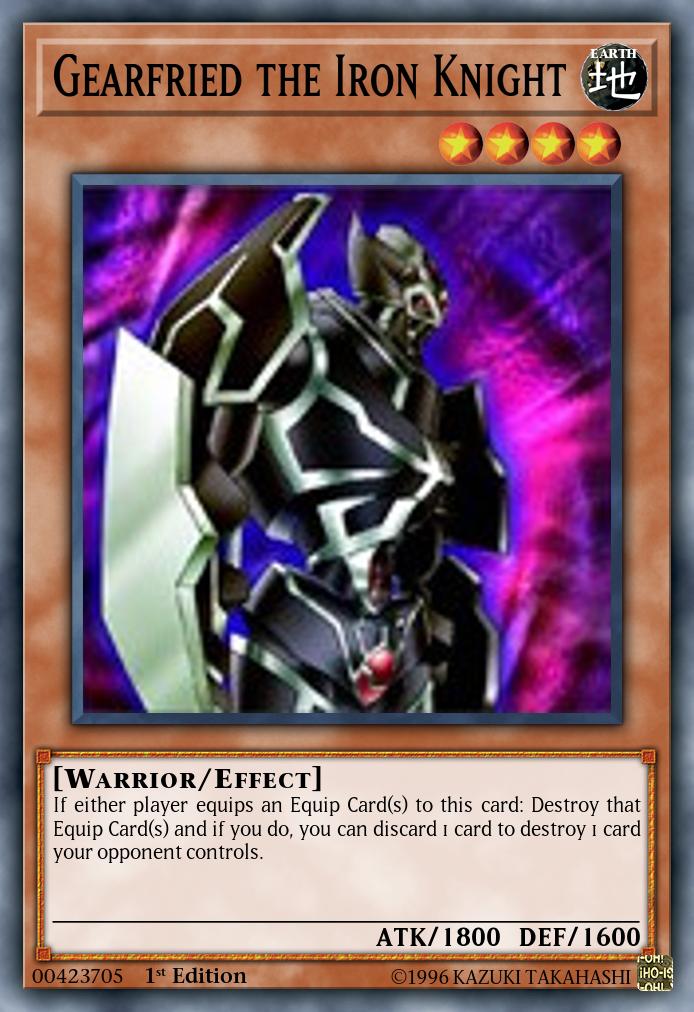 Gearfried the Iron Knight
EARTH
地
[Warrior/Effect]
If either player equips an Equip Card(s) to this card: Destroy that
Equip Card(s) and if you do, you can discard 1 card to destroy 1 card
your opponent controls.
ATK/1800 DEF/1600
00423705 1st Edition ©1996 KAZUKI TAKAHASHI